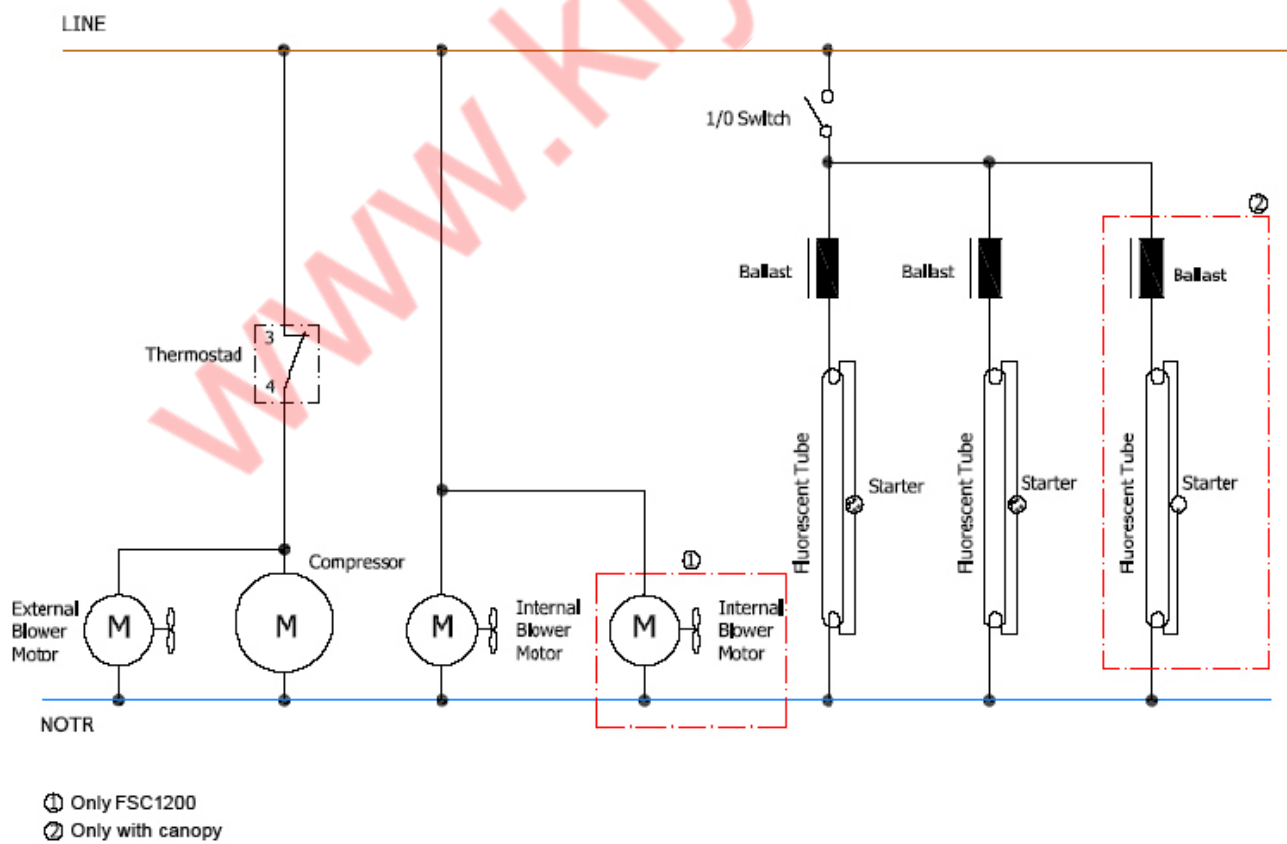 LINE
1/0 Switch
②
Ballast
Ballast
Ballast
3
Thermostad
4
Fluorescent Tube
Starter
Fluorescent Tube
Starter
Fluorescent Tube
Starter
①
Compressor
External
Blower
Motor
M
M
M
Internal
Blower
Motor
M
Internal
Blower
Motor
NOTR
① Only FSC1200
② Only with canopy